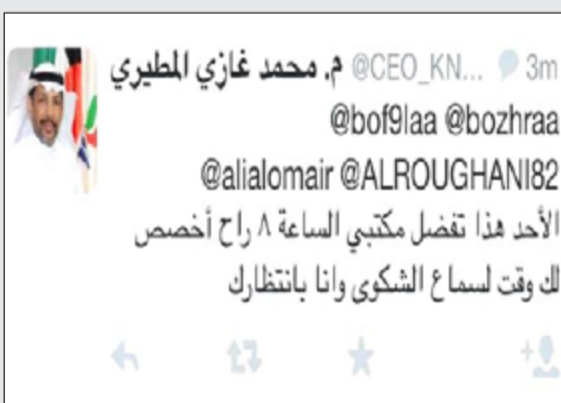 م. محمد غازي المطيري @CEO_KN... 3m
@bof9laa @bozhraa
@alialomair @ALROUGHANI82
الأحد هذا تفضل مكتبي الساعة ٨ راح أخصص
لك وقت لسماع الشكوى وانا بانتظارك